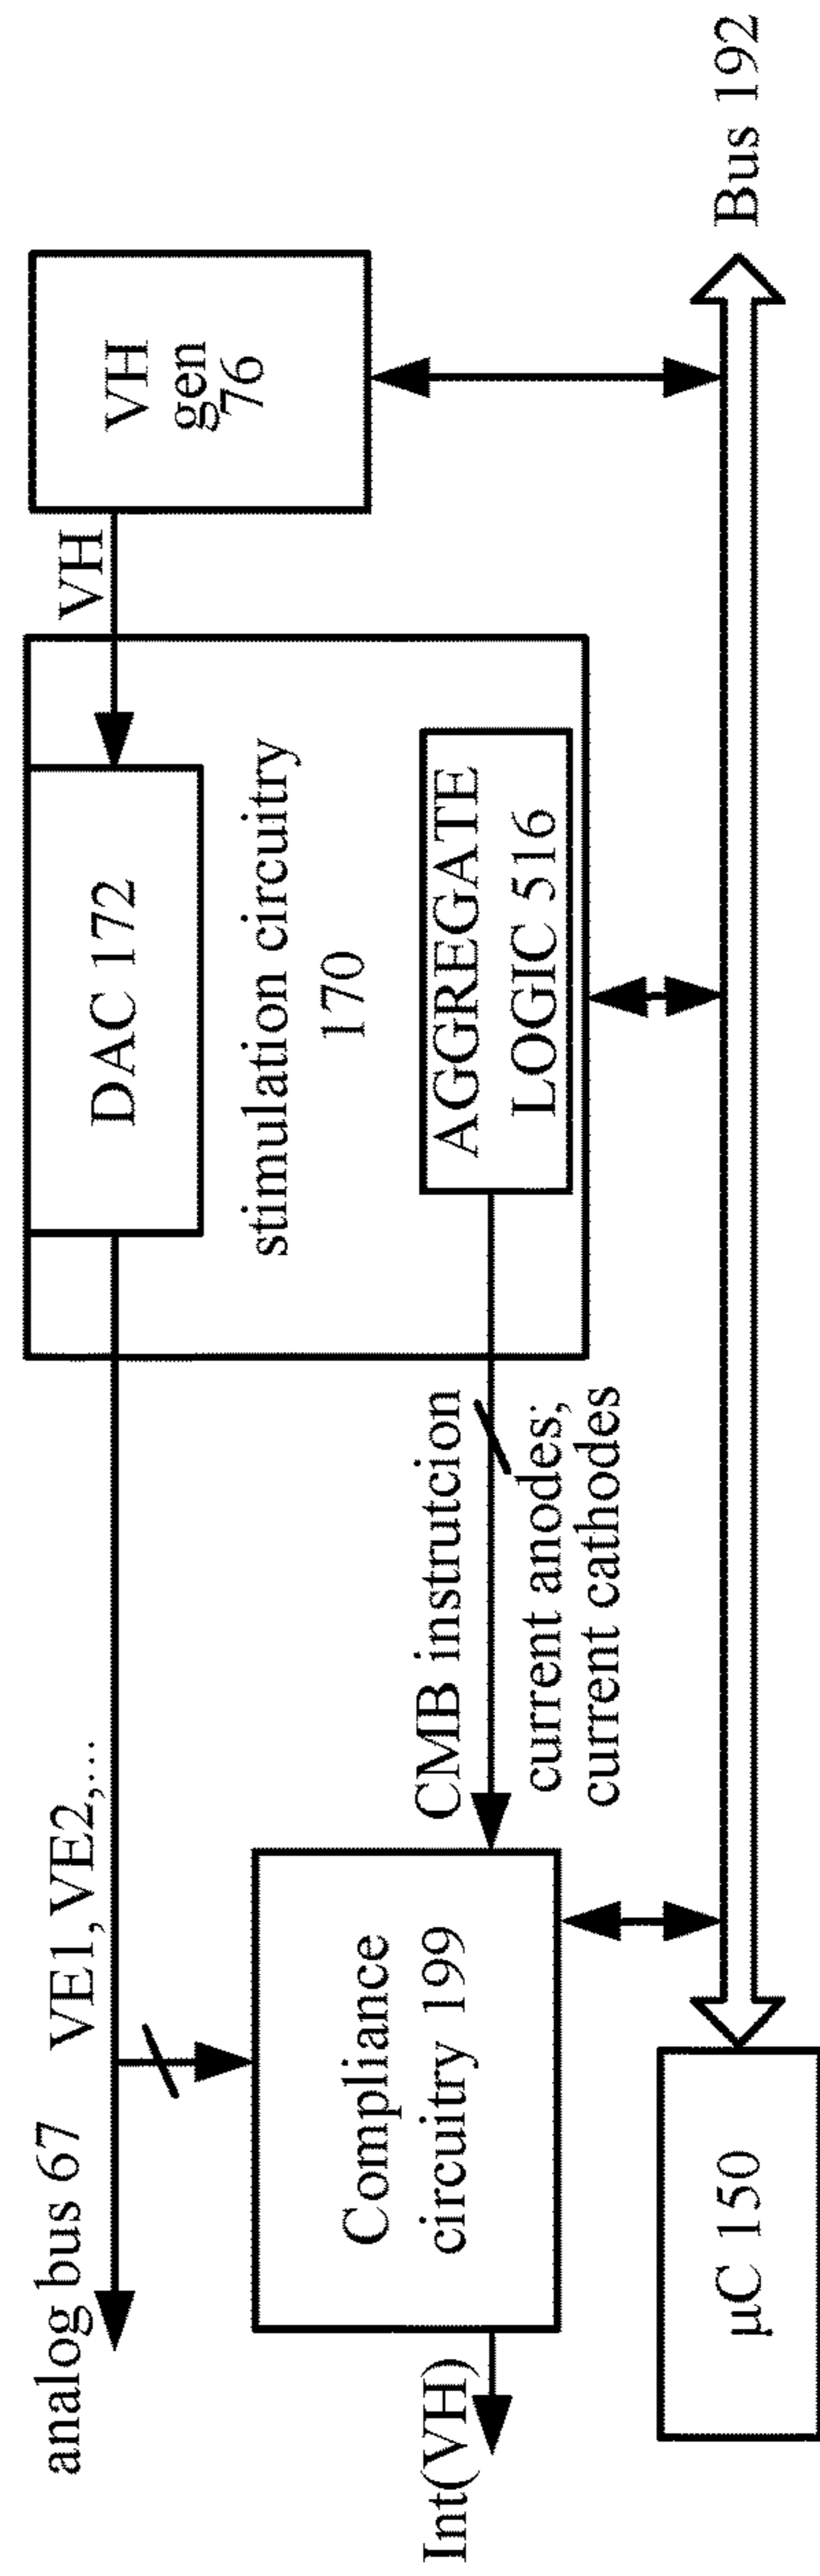 analog bus 67
VE1,VE2,...
VH
VH
gen
76
DAC 172
stimulation circuitry
170
AGGREGATE
LOGIC 516
CMB instrutcion
current anodes;
current cathodes
Compliance
circuitry 199
Int(VH)
μC 150
Bus 192